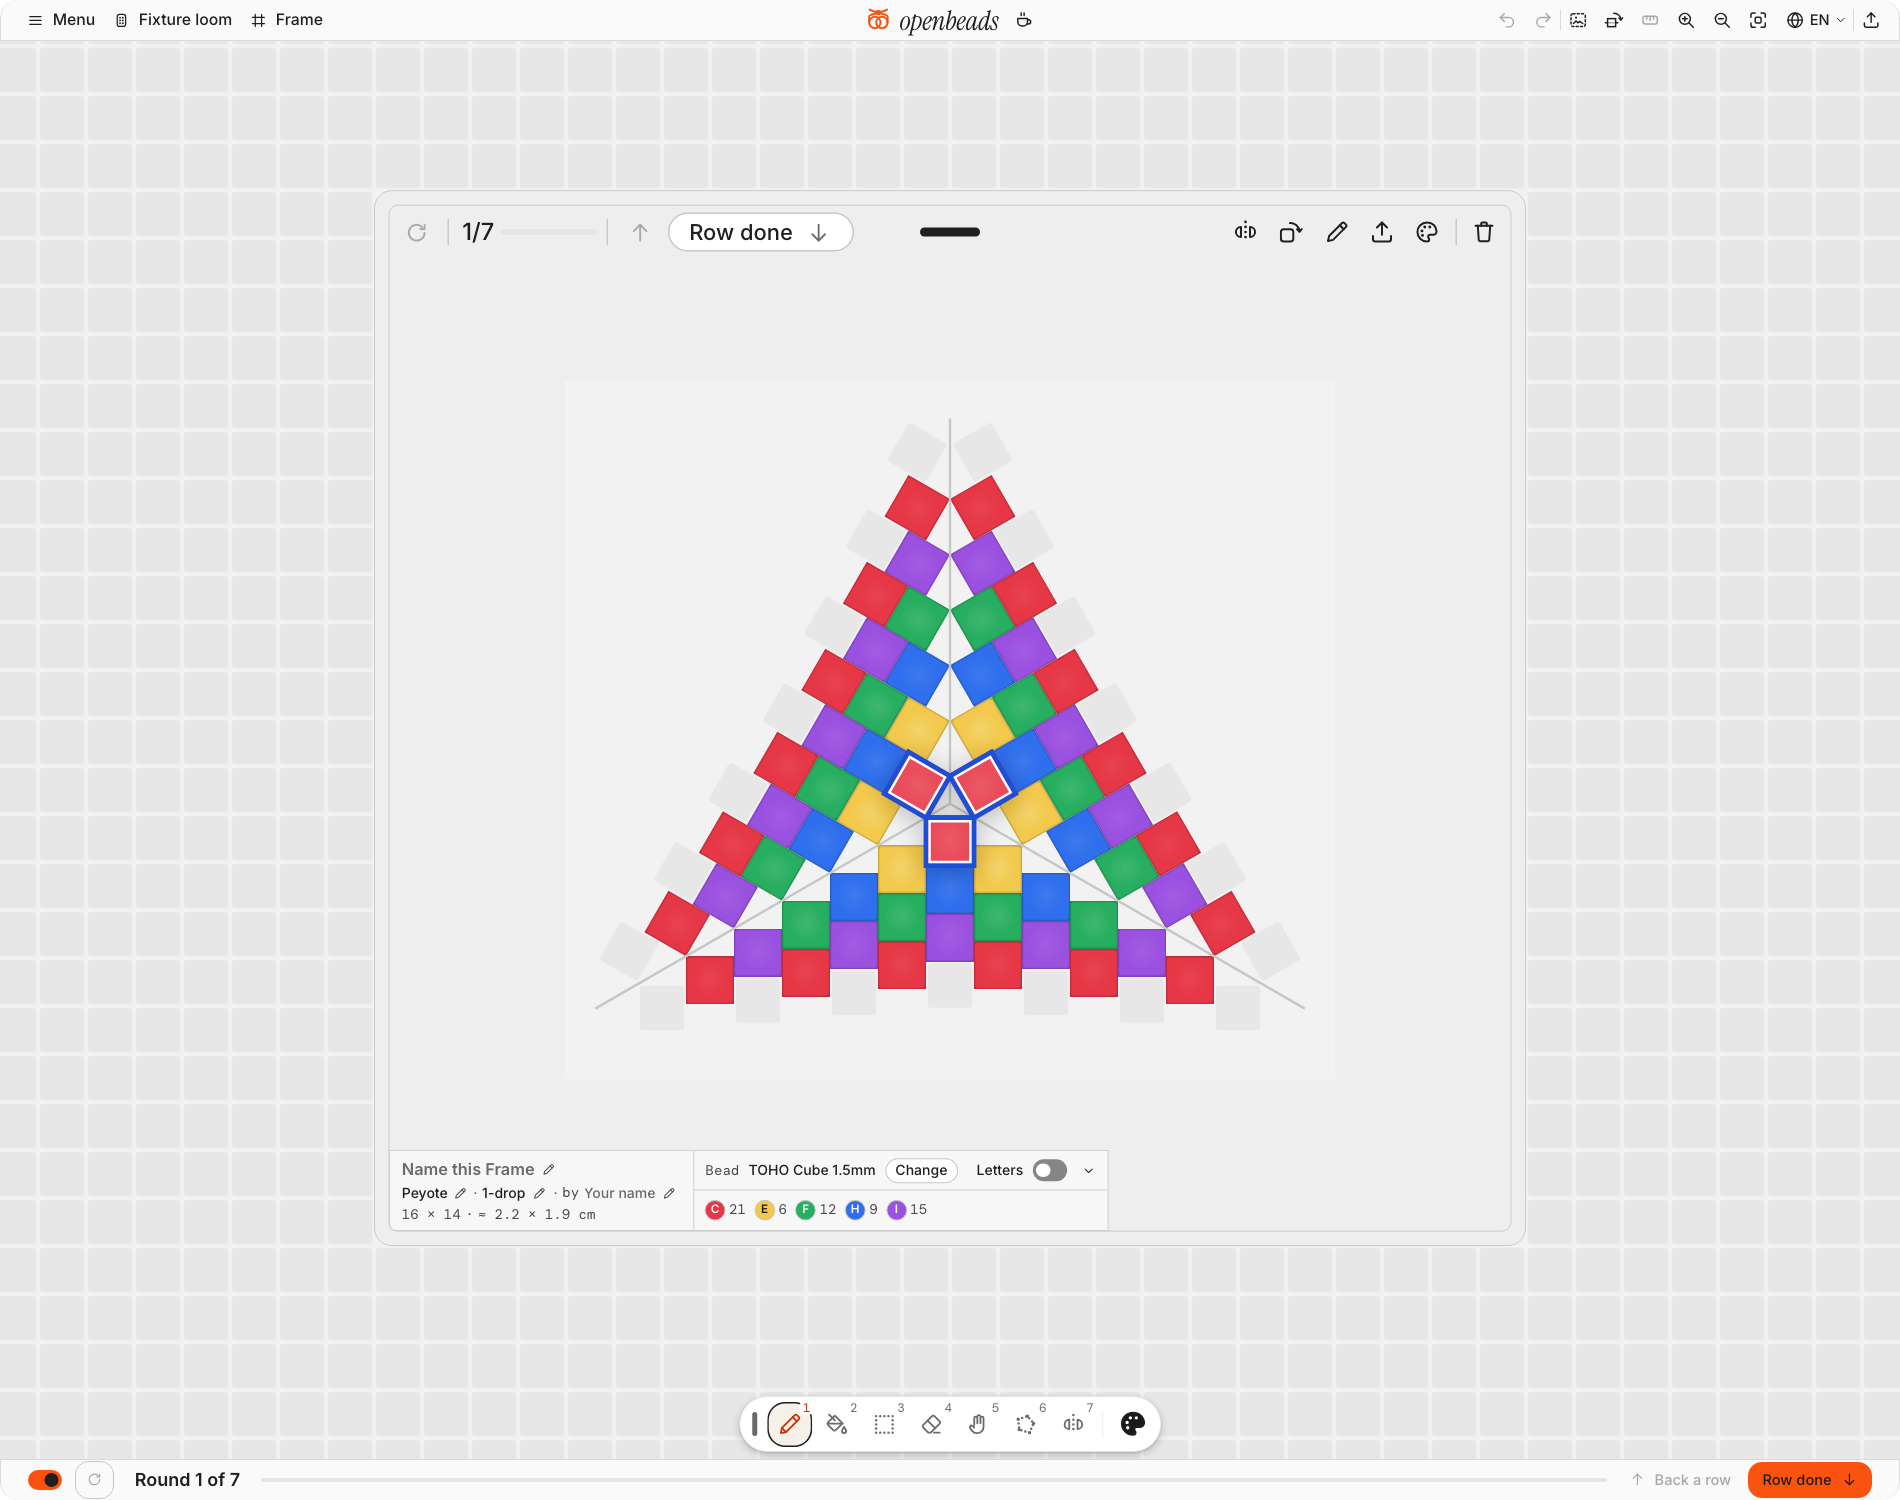 Menu Fixture loom Frame openbeads EN
1/7 Row done
Name this Frame
Peyote · 1-drop · by Your name
16 × 14 · ≈ 2.2 × 1.9 cm
Bead TOHO Cube 1.5mm Change Letters
C 21 E 6 F 12 H 9 I 15
1 2 3 4 5 6 7
Round 1 of 7 Back a row Row done